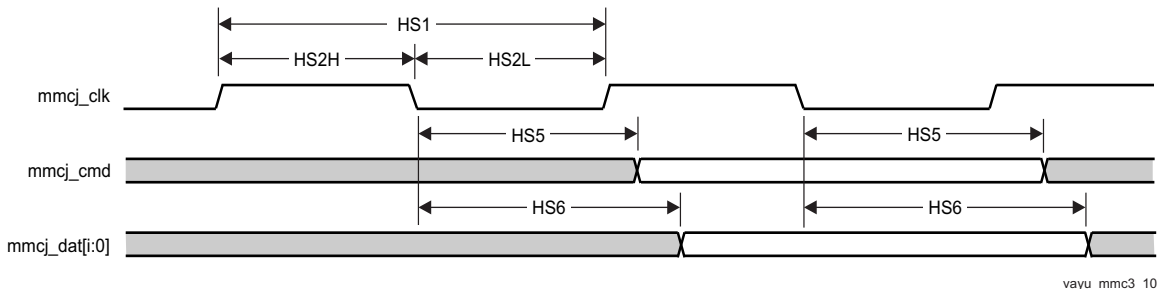 HS1
HS2H HS2L
mmcj_clk
HS5 HS5
mmcj_cmd
HS6 HS6
mmcj_dat[i:0]
vayu_mmc3_10